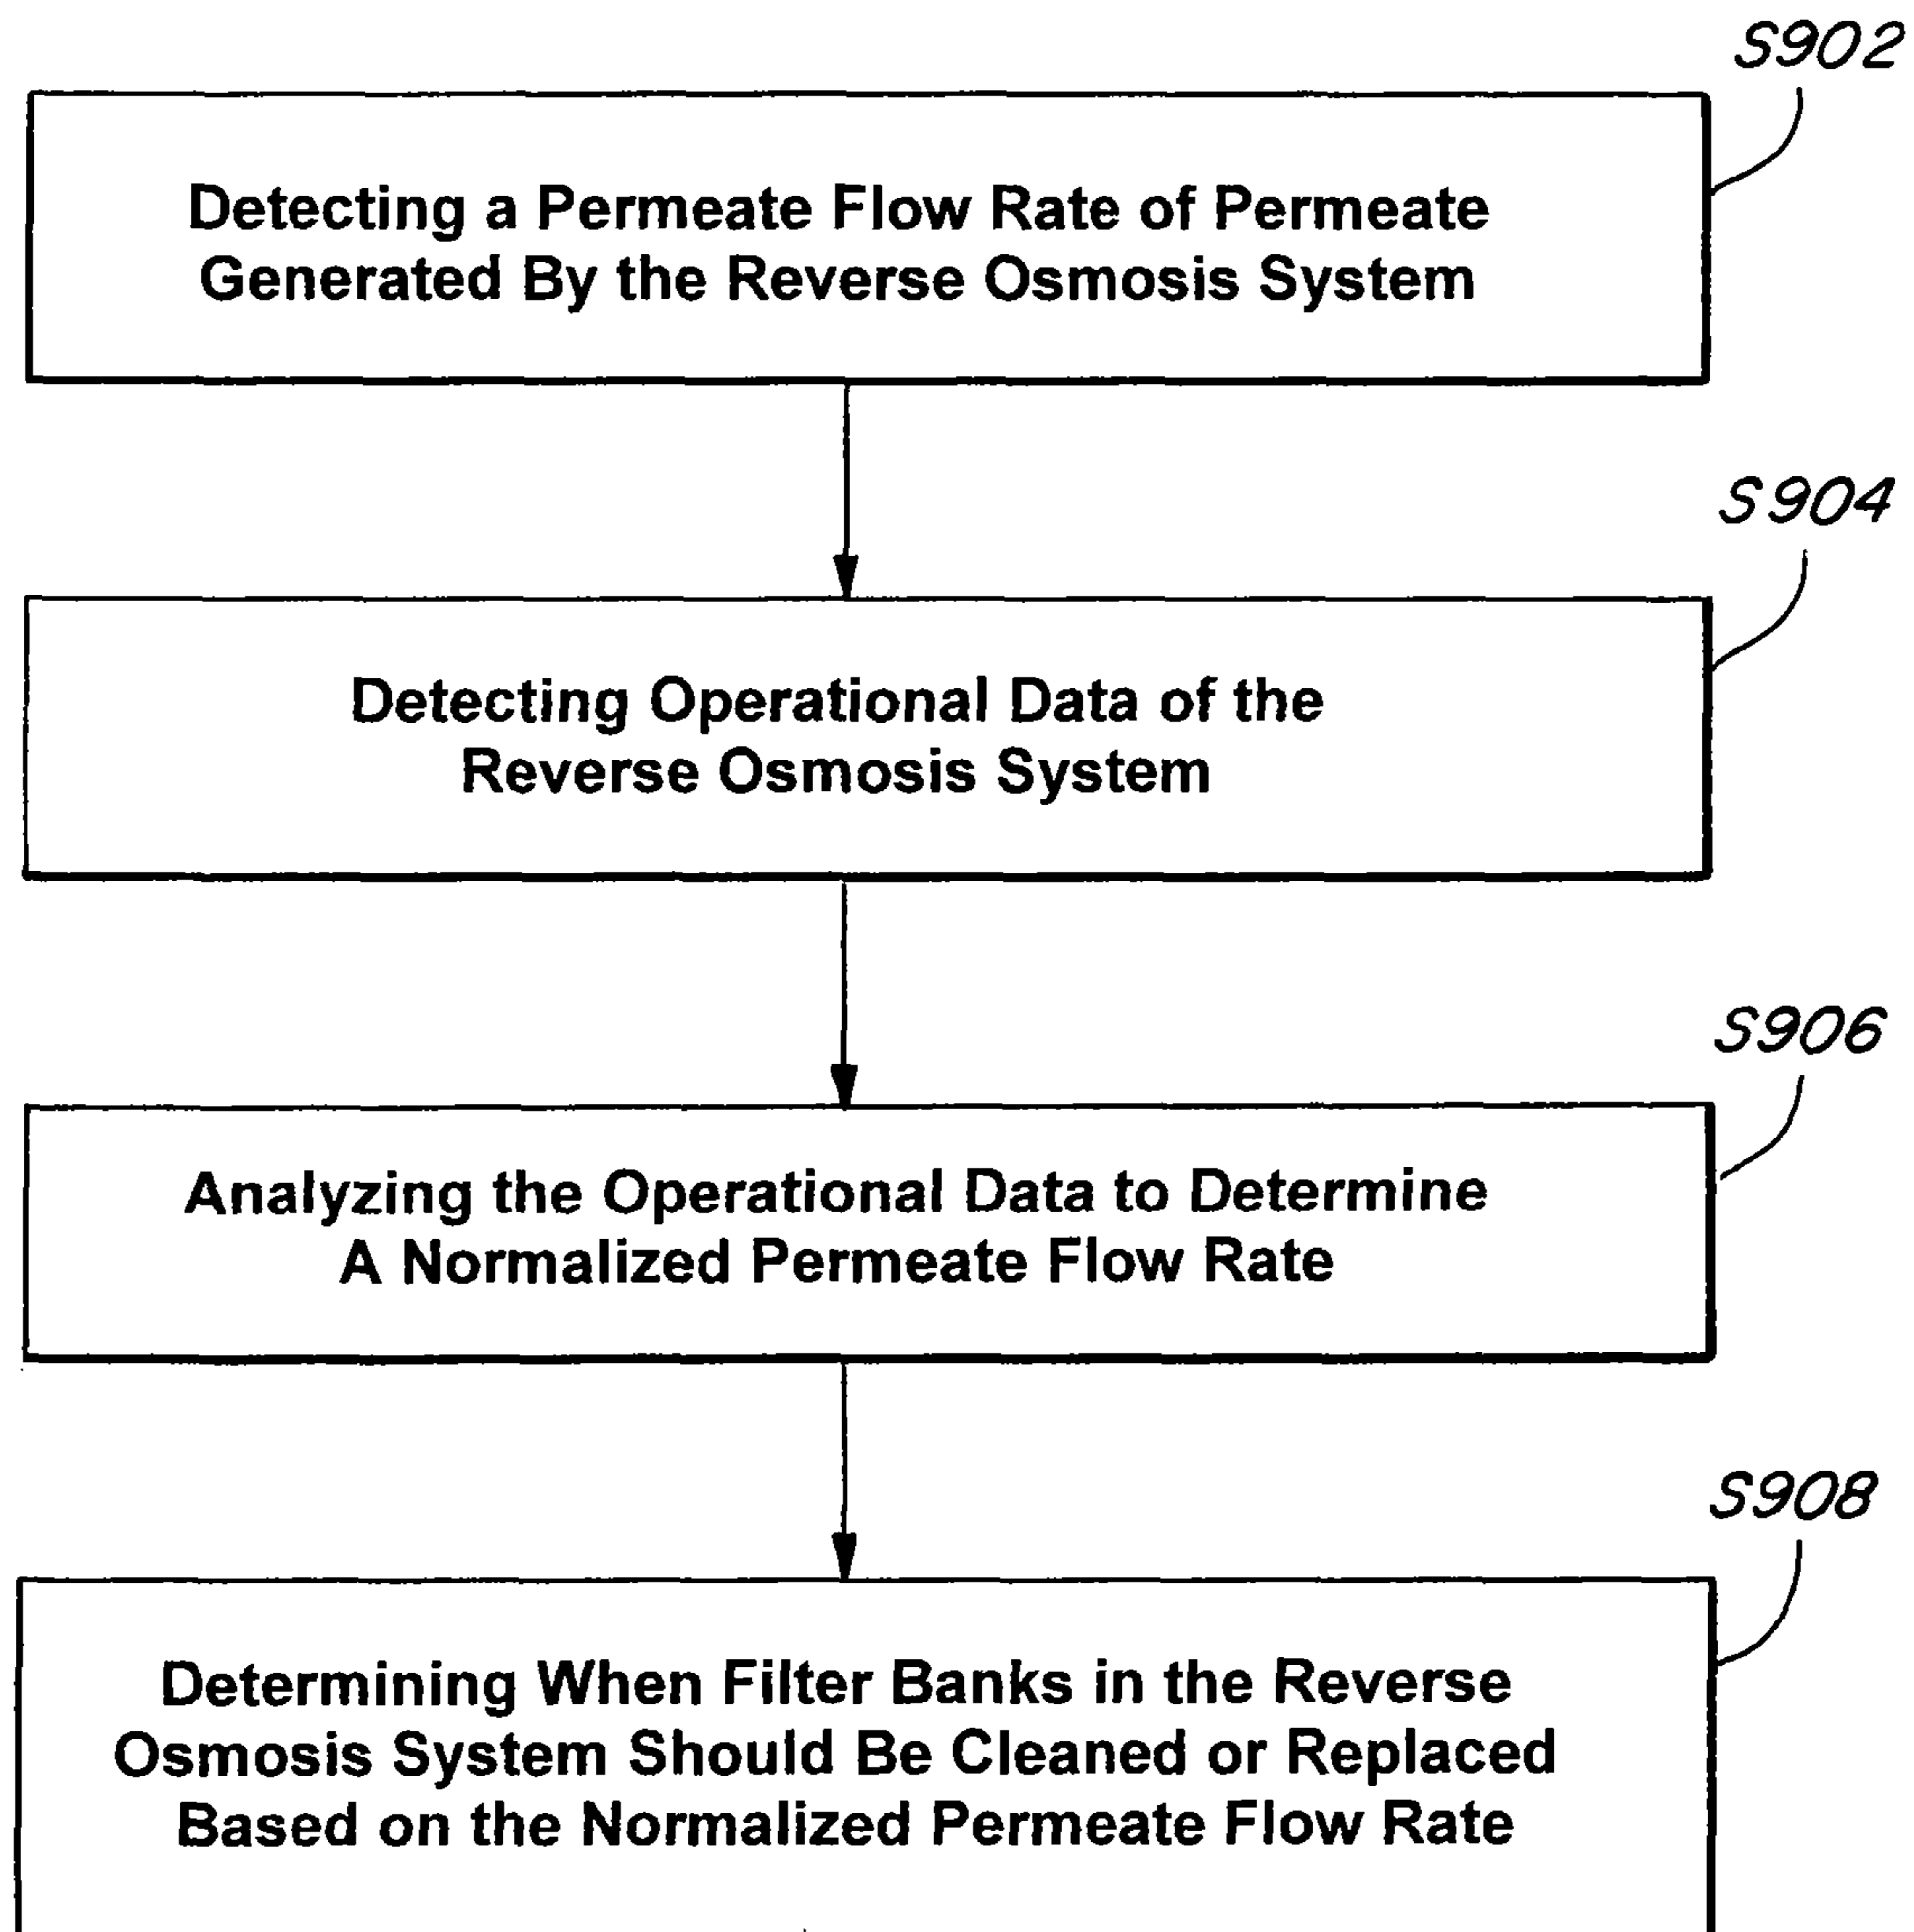 S902
Detecting a Permeate Flow Rate of Permeate
Generated By the Reverse Osmosis System
S904
Detecting Operational Data of the
Reverse Osmosis System
S906
Analyzing the Operational Data to Determine
A Normalized Permeate Flow Rate
S908
Determining When Filter Banks in the Reverse
Osmosis System Should Be Cleaned or Replaced
Based on the Normalized Permeate Flow Rate